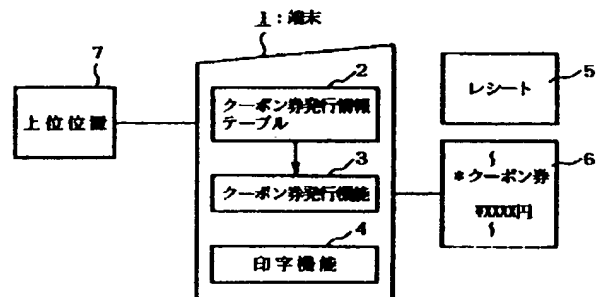 1：端末
7
上位位置
2
クーポン券発行情報
テーブル
3
クーポン券発行機能
4
印字機能
レシート
5
6
*クーポン券
¥XXXX円